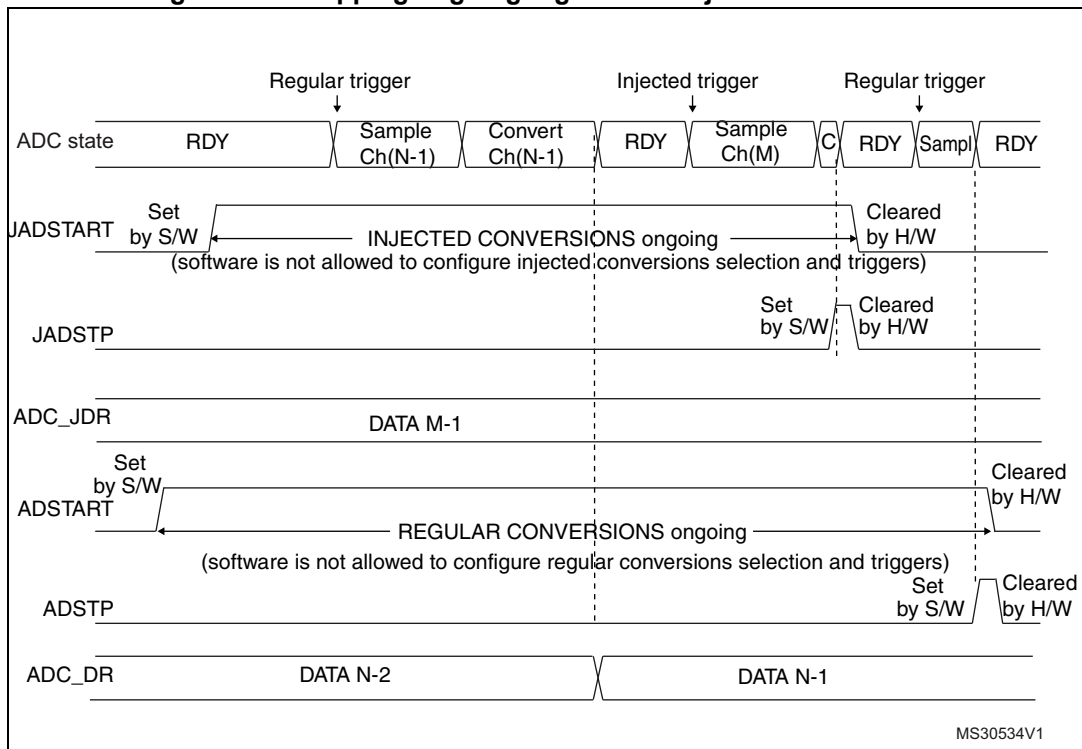 Regular trigger Injected trigger Regular trigger
ADC state RDY Sample Ch(N-1) Convert Ch(N-1) RDY Sample Ch(M) C RDY Sampl RDY
JADSTART
Set
by S/W
Cleared
by H/W
INJECTED CONVERSIONS ongoing
(software is not allowed to configure injected conversions selection and triggers)
JADSTP
Set
by S/W
Cleared
by H/W
ADC_JDR DATA M-1
ADSTART
Set
by S/W
Cleared
by H/W
REGULAR CONVERSIONS ongoing
(software is not allowed to configure regular conversions selection and triggers)
ADSTP
Set
by S/W
Cleared
by H/W
ADC_DR DATA N-2 DATA N-1
MS30534V1